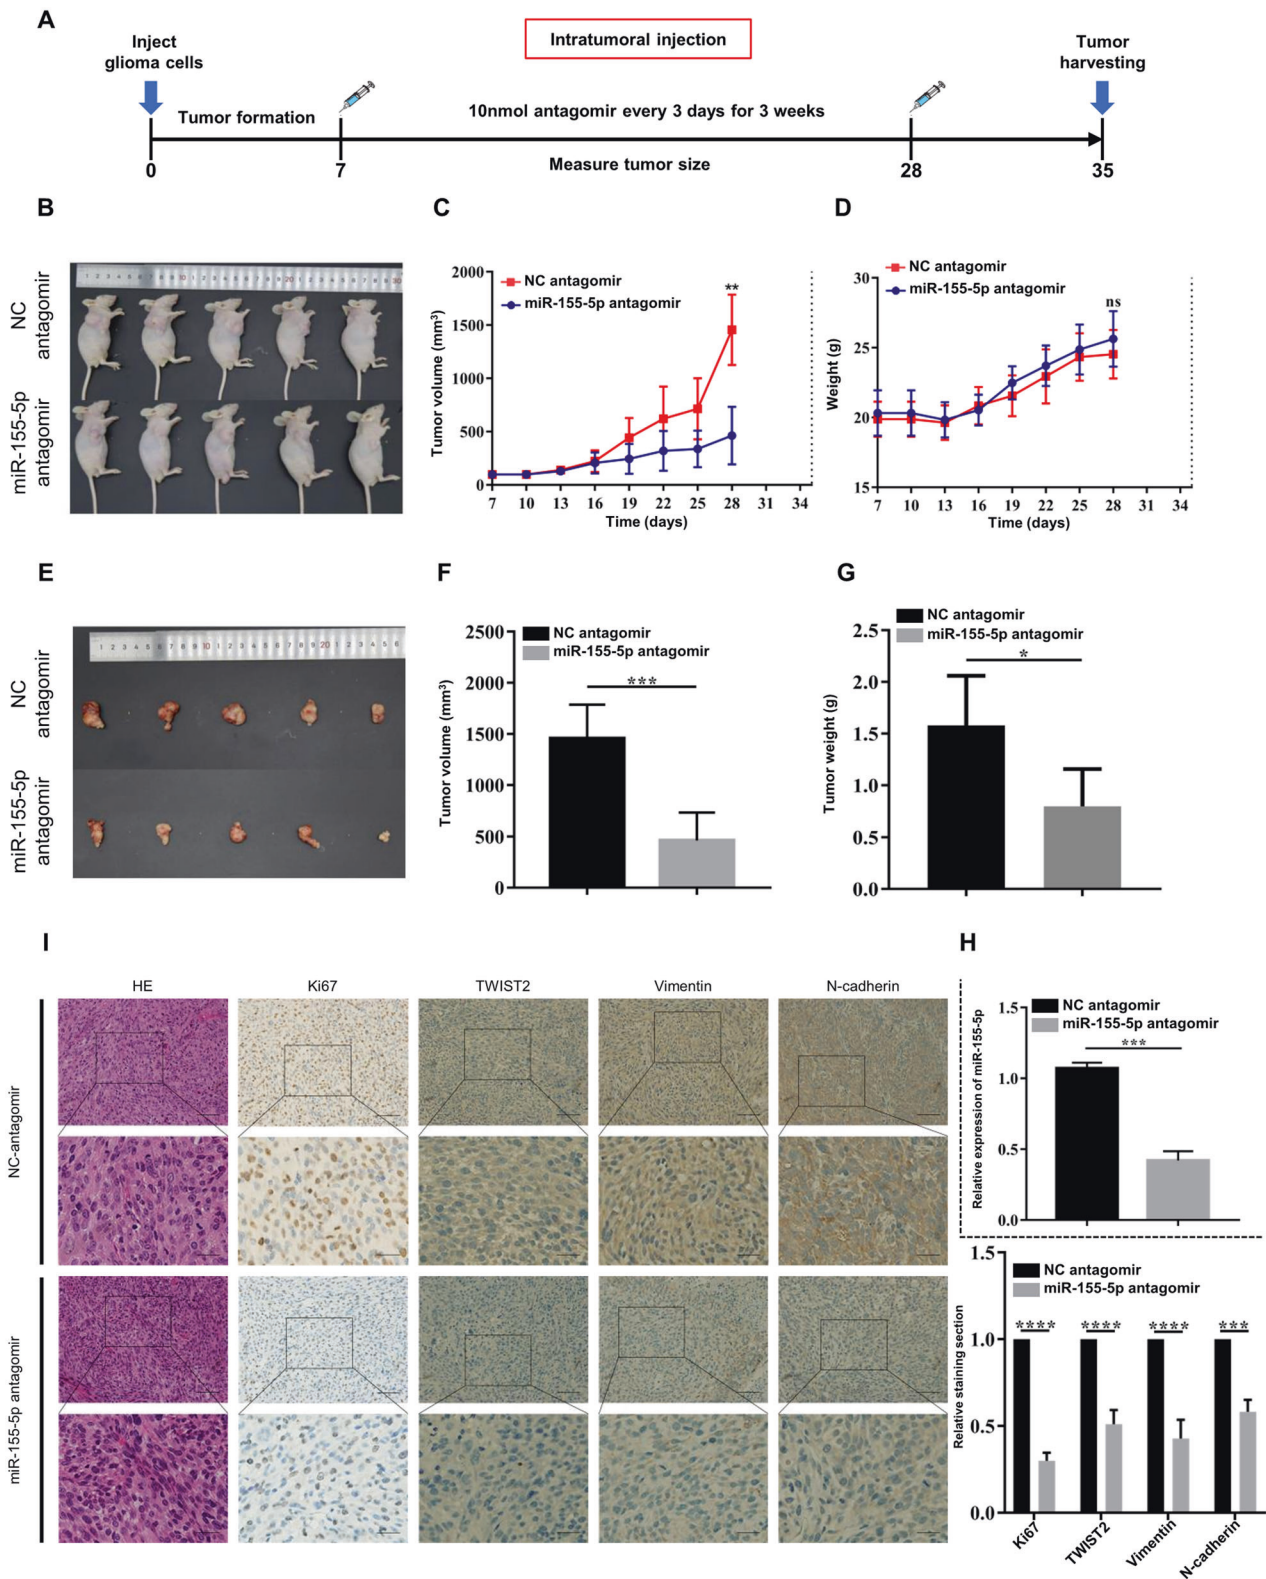 A
Intratumoral injection
Inject
glioma cells
Tumor
harvesting
Tumor formation
10nmol antagomir every 3 days for 3 weeks
Measure tumor size
0
7
28
35
B
NC
antagomir
miR-155-5p
antagomir
C
NC antagomir
miR-155-5p antagomir
**
Tumor volume (mm³)
2000
1500
1000
500
0
7 10 13 16 19 22 25 28 31 34
Time (days)
D
NC antagomir
miR-155-5p antagomir
ns
Weight (g)
30
25
20
15
7 10 13 16 19 22 25 28 31 34
Time (days)
E
NC
antagomir
miR-155-5p
antagomir
F
NC antagomir
miR-155-5p antagomir
***
Tumor volume (mm³)
2500
2000
1500
1000
500
0
G
NC antagomir
miR-155-5p antagomir
*
Tumor weight (g)
2.5
2.0
1.5
1.0
0.5
0.0
I
HE Ki67 TWIST2 Vimentin N-cadherin
NC-antagomir
miR-155-5p antagomir
H
NC antagomir
miR-155-5p antagomir
***
Relative expression of miR-155-5p
1.5
1.0
0.5
0.0
NC antagomir
miR-155-5p antagomir
**** **** **** ***
Relative staining section
1.5
1.0
0.5
0.0
Ki67
TWIST2
Vimentin
N-cadherin